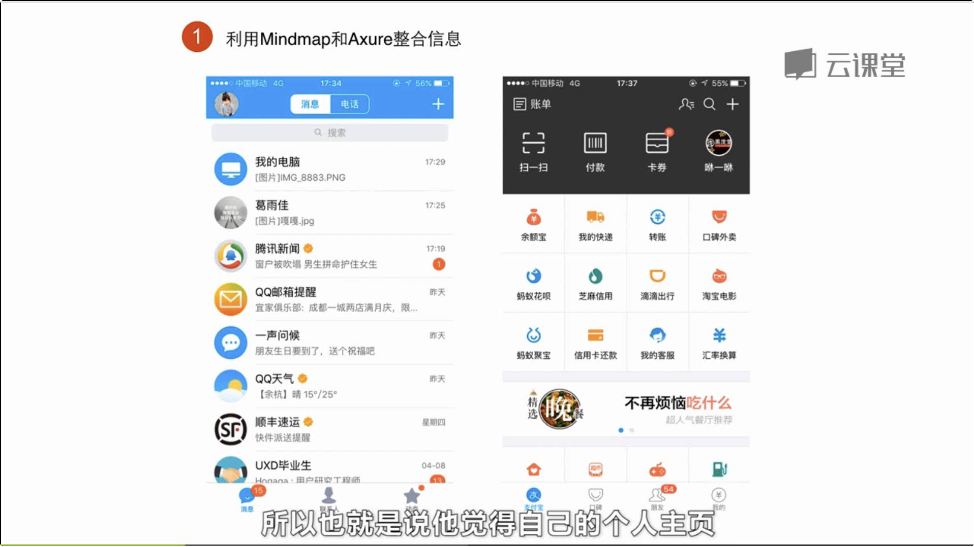 1 利用Mindmap和Axure整合信息
云课堂
中国移动 4G 17:34 56%
消息 电话
搜索
我的电脑 17:29
[图片]IMG_8883.PNG
葛雨佳 17:25
[图片]嘎嘎.jpg
腾讯新闻 17:19
窗户被吹塌 男生拼命护住女生 1
QQ邮箱提醒 昨天
宜家俱乐部：成都一城两店满月庆，限...
一声问候 昨天
朋友生日要到了，送个祝福吧
QQ天气 昨天
【余杭】晴 15°/25°
顺丰速运 星期四
快件派送提醒
UXD毕业生 04-08
Hogaga：用户研究工程师 13
15
消息
中国移动 4G 17:37 55%
账单
扫一扫 付款 卡券 咻一咻
余额宝 我的快递 转账 口碑外卖
蚂蚁花呗 芝麻信用 滴滴出行 淘宝电影
蚂蚁聚宝 信用卡还款 我的客服 汇率换算
精选 晚 餐 不再烦恼吃什么
超人气餐厅推荐
54
支付宝 口碑 朋友 我的
所以也就是说他觉得自己的个人主页